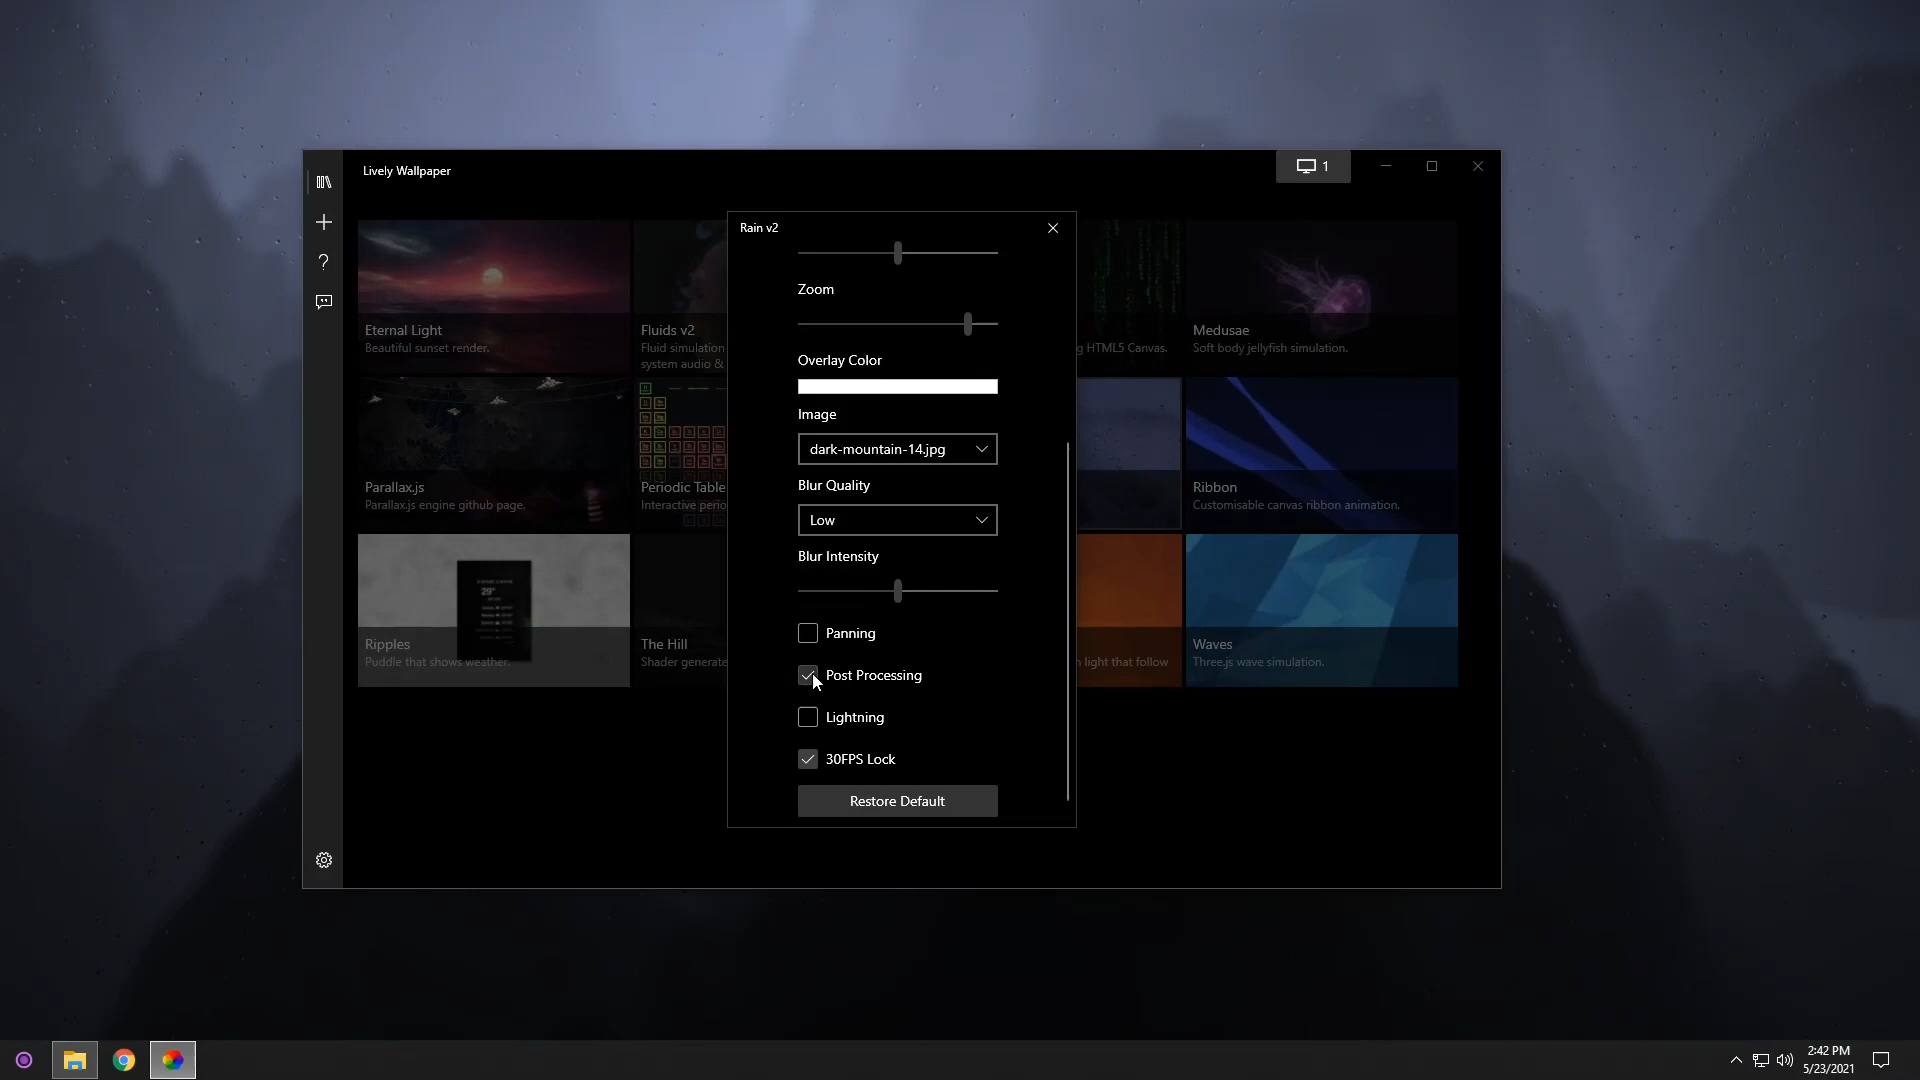 Lively Wallpaper
1
Rain v2
Zoom
Overlay Color
Image
dark-mountain-14.jpg
Blur Quality
Low
Blur Intensity
Panning
Post Processing
Lightning
30FPS Lock
Restore Default
Eternal Light
Beautiful sunset render.
Fluids v2
Fluid simulation
system audio &
g HTML5 Canvas.
Medusae
Soft body jellyfish simulation.
Parallax.js
Parallax.js engine github page.
Periodic Table
Interactive perio
Ribbon
Customisable canvas ribbon animation.
29°
Ripples
Puddle that shows weather.
The Hill
Shader generate
light that follow
Waves
Three.js wave simulation.
2:42 PM
5/23/2021